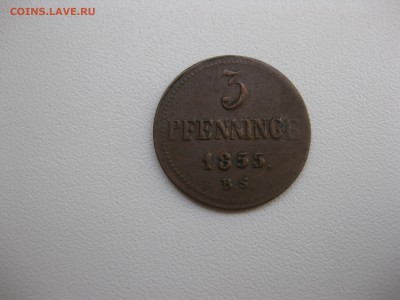 COINS.LAVE.RU
3
PFENNINGE
1855.
B S.